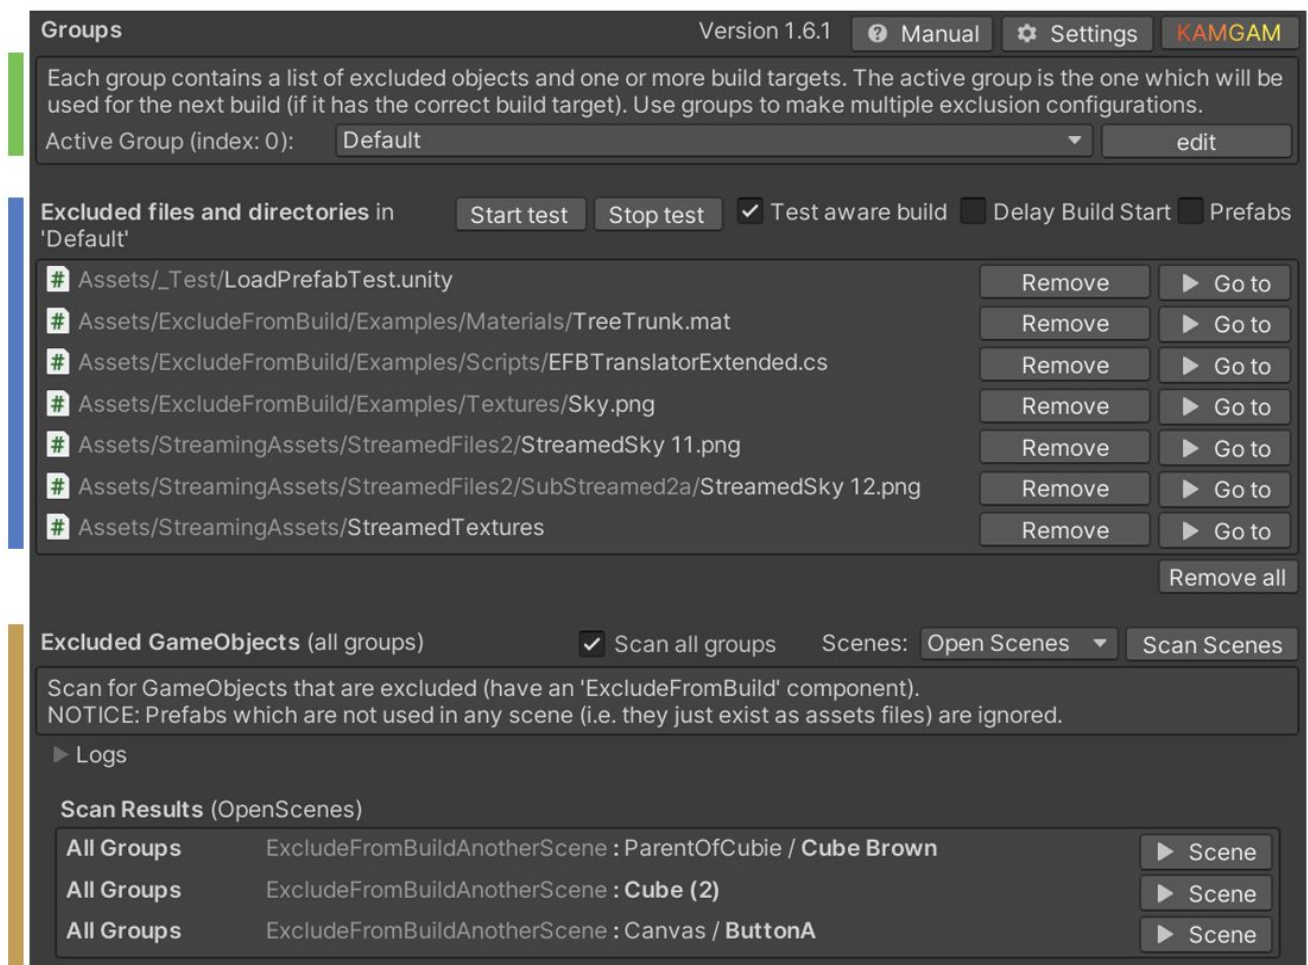 Groups Version 1.6.1 Manual Settings KAMGAM
Each group contains a list of excluded objects and one or more build targets. The active group is the one which will be
used for the next build (if it has the correct build target). Use groups to make multiple exclusion configurations.
Active Group (index: 0): Default edit
Excluded files and directories in Start test Stop test Test aware build Delay Build Start Prefabs
'Default'
# Assets/_Test/LoadPrefabTest.unity Remove Go to
# Assets/ExcludeFromBuild/Examples/Materials/TreeTrunk.mat Remove Go to
# Assets/ExcludeFromBuild/Examples/Scripts/EFBTranslatorExtended.cs Remove Go to
# Assets/ExcludeFromBuild/Examples/Textures/Sky.png Remove Go to
# Assets/StreamingAssets/StreamedFiles2/StreamedSky 11.png Remove Go to
# Assets/StreamingAssets/StreamedFiles2/SubStreamed2a/StreamedSky 12.png Remove Go to
# Assets/StreamingAssets/StreamedTextures Remove Go to
Remove all
Excluded GameObjects (all groups) Scan all groups Scenes: Open Scenes Scan Scenes
Scan for GameObjects that are excluded (have an 'ExcludeFromBuild' component).
NOTICE: Prefabs which are not used in any scene (i.e. they just exist as assets files) are ignored.
Logs
Scan Results (OpenScenes)
All Groups ExcludeFromBuildAnotherScene : ParentOfCubie / Cube Brown Scene
All Groups ExcludeFromBuildAnotherScene : Cube (2) Scene
All Groups ExcludeFromBuildAnotherScene : Canvas / ButtonA Scene